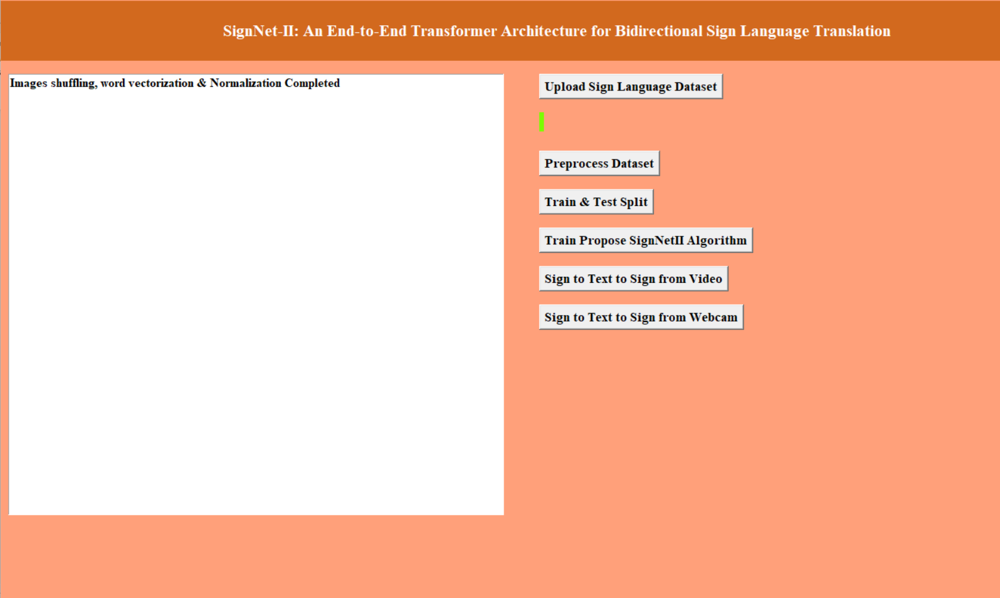 SignNet-II: An End-to-End Transformer Architecture for Bidirectional Sign Language Translation
Images shuffling, word vectorization & Normalization Completed
Upload Sign Language Dataset
Preprocess Dataset
Train & Test Split
Train Propose SignNetII Algorithm
Sign to Text to Sign from Video
Sign to Text to Sign from Webcam